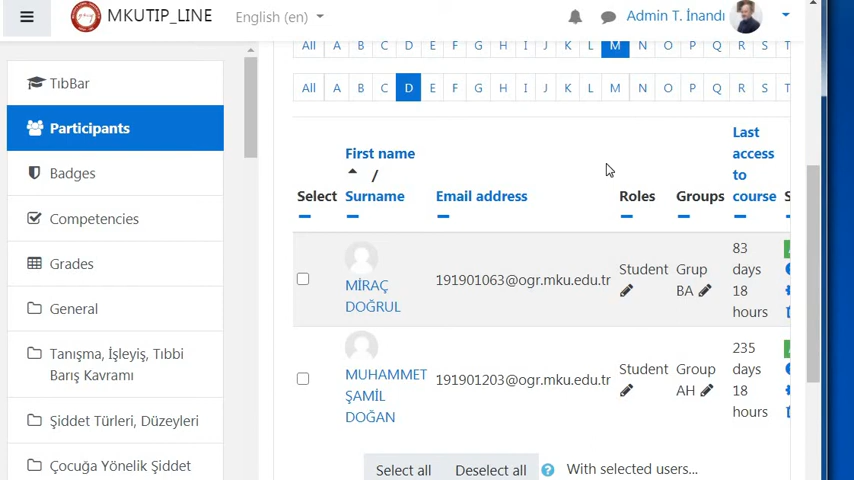 MKUTIP_LINE English (en) Admin T. İnandı
All A B C D E F G H I J K L M N O P Q R S T
All A B C D E F G H I J K L M N O P Q R S T
TıbBar
Participants
Badges
Competencies
Grades
General
Tanışma, İşleyiş, Tıbbi
Barış Kavramı
Şiddet Türleri, Düzeyleri
Çocuğa Yönelik Şiddet
Select
First name
/
Surname
Email address
Roles
Groups
Last
access
to
course
S
MİRAÇ
DOĞRUL
191901063@ogr.mku.edu.tr
Student
Grup
BA
83
days
18
hours
MUHAMMET
ŞAMİL
DOĞAN
191901203@ogr.mku.edu.tr
Student
Group
AH
235
days
18
hours
Select all Deselect all ? With selected users...